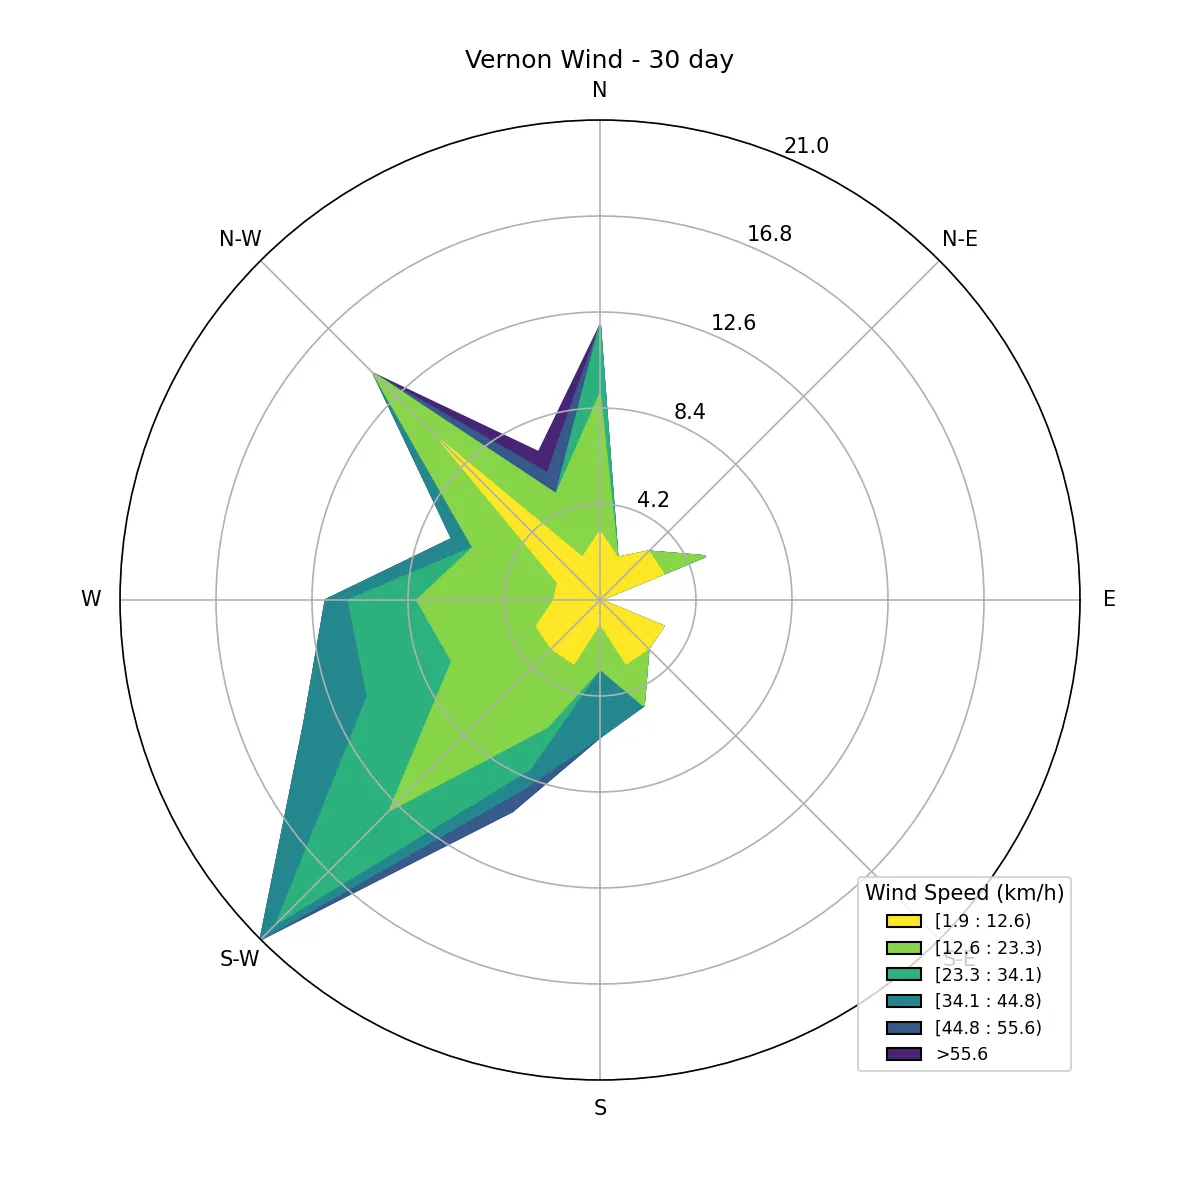 Vernon Wind - 30 day
N
21.0
16.8
N-W
N-E
12.6
8.4
4.2
W
E
Wind Speed (km/h)
[1.9 : 12.6)
[12.6 : 23.3)
S-W
S-E
[23.3 : 34.1)
[34.1 : 44.8)
[44.8 : 55.6)
>55.6
S